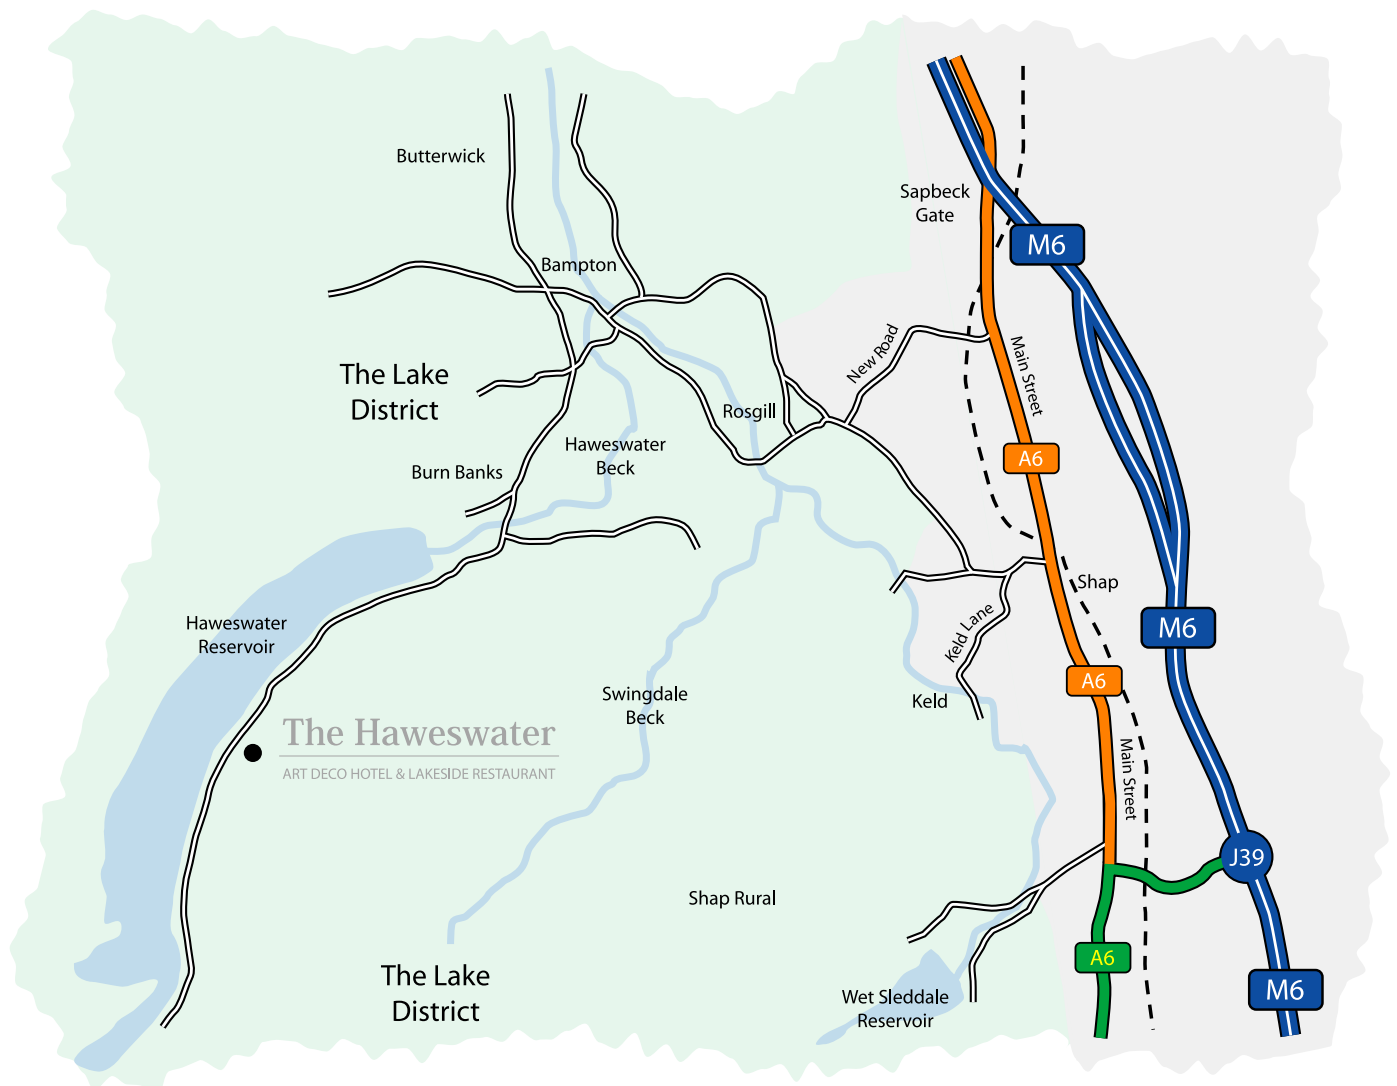 Butterwick
Sapbeck
Gate
M6
Bampton
New Road
Main Street
The Lake
District
Rosgill
Haweswater
Beck
A6
Burn Banks
Shap
Haweswater
Reservoir
Keld Lane
M6
A6
Swingdale
Beck
Keld
The Haweswater
ART DECO HOTEL & LAKESIDE RESTAURANT
Main Street
J39
Shap Rural
A6
The Lake
District
Wet Sleddale
Reservoir
M6